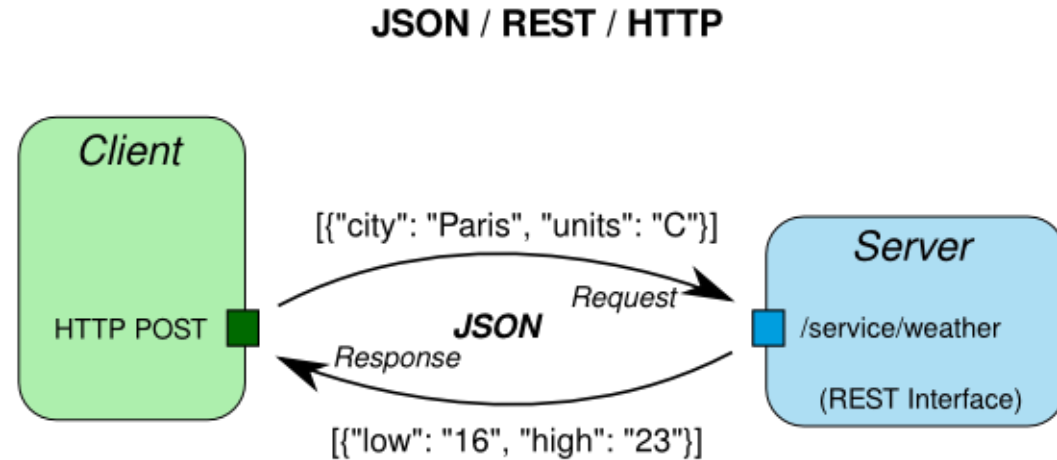 JSON / REST / HTTP
Client
[{"city": "Paris", "units": "C"}]
Server
Request
HTTP POST
JSON
/service/weather
Response
(REST Interface)
[{"low": "16", "high": "23"}]